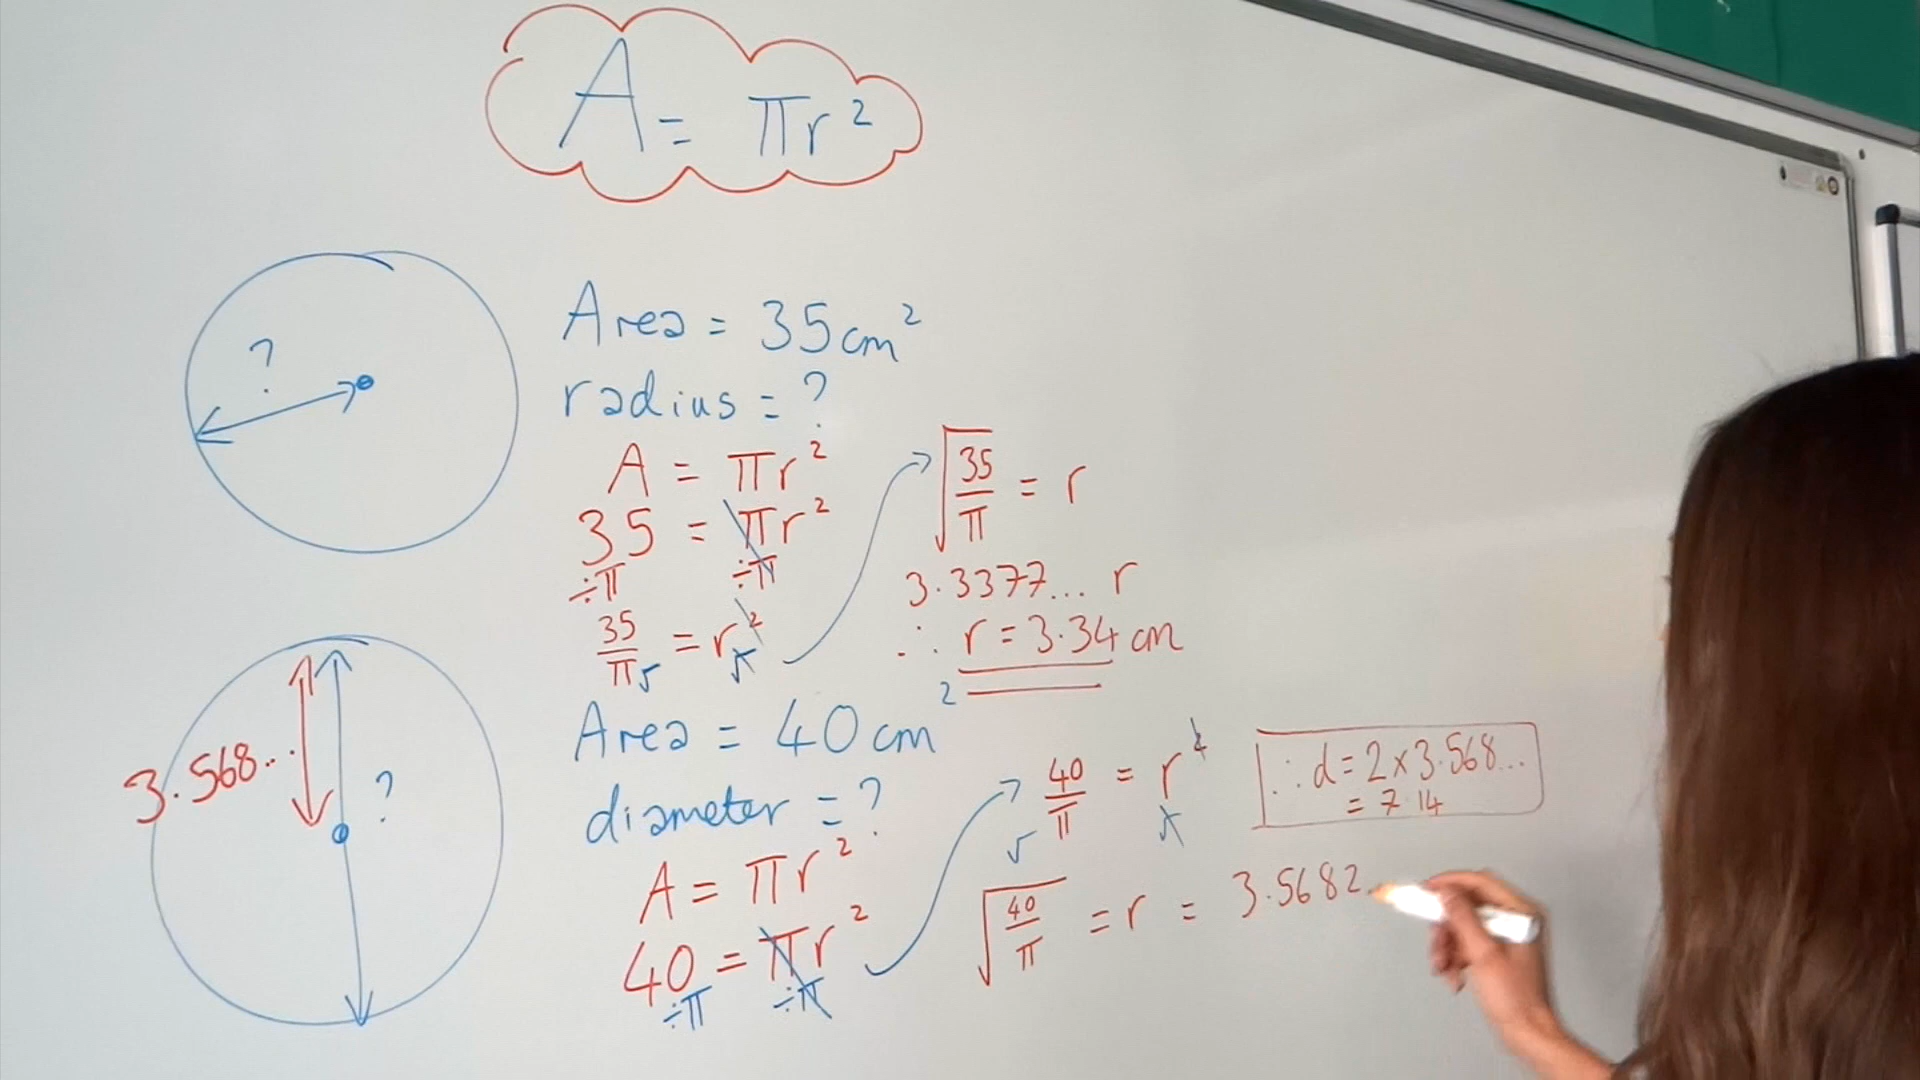 A = πr²
?
Area = 35cm²
radius = ?
A = πr²
35 = πr²
÷π ÷π
35/π √ = r² √
√(35/π) = r
3.3377... r
∴ r = 3.34 cm
3.568...
?
Area = 40cm²
diameter = ?
A = πr²
40 = πr²
÷π ÷π
40/π = r²
√ √
√(40/π) = r = 3.5682..
∴ d = 2 x 3.568...
= 7.14